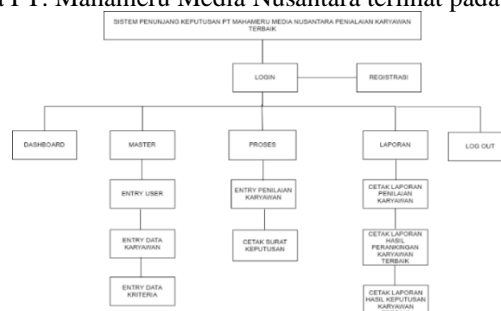 PT. Mahameru Media Nusantara terlihat pada
SISTEM PENUNJANG KEPUTUSAN PT MAHAMERU MEDIA NUSANTARA PENIALAIAN KARYAWAN
TERBAIK
LOGIN
REGISTRASI
DASHBOARD
MASTER
PROSES
LAPORAN
LOG OUT
ENTRY USER
ENTRY PENILAIAN
KARYAWAN
CETAK LAPORAN
PENILAIAN
KARYAWAN
ENTRY DATA
KARYAWAN
CETAK SURAT
KEPUTUSAN
CETAK LAPORAN
HASIL
PERANKINGAN
KARYAWAN
TERBAIK
ENTRY DATA
KRITERIA
CETAK LAPORAN
HASIL KEPUTUSAN
KARYAWAN